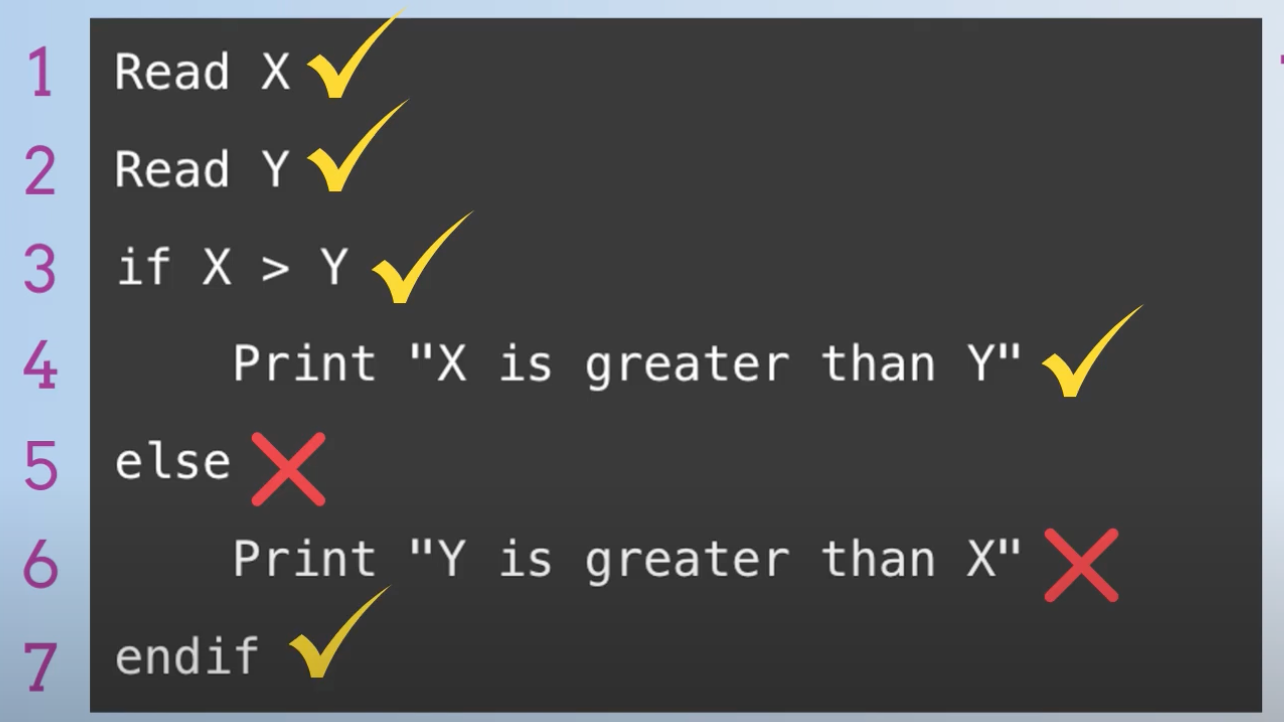 1 Read X
2 Read Y
3 if X > Y
4 Print "X is greater than Y"
5 else
6 Print "Y is greater than X"
7 endif